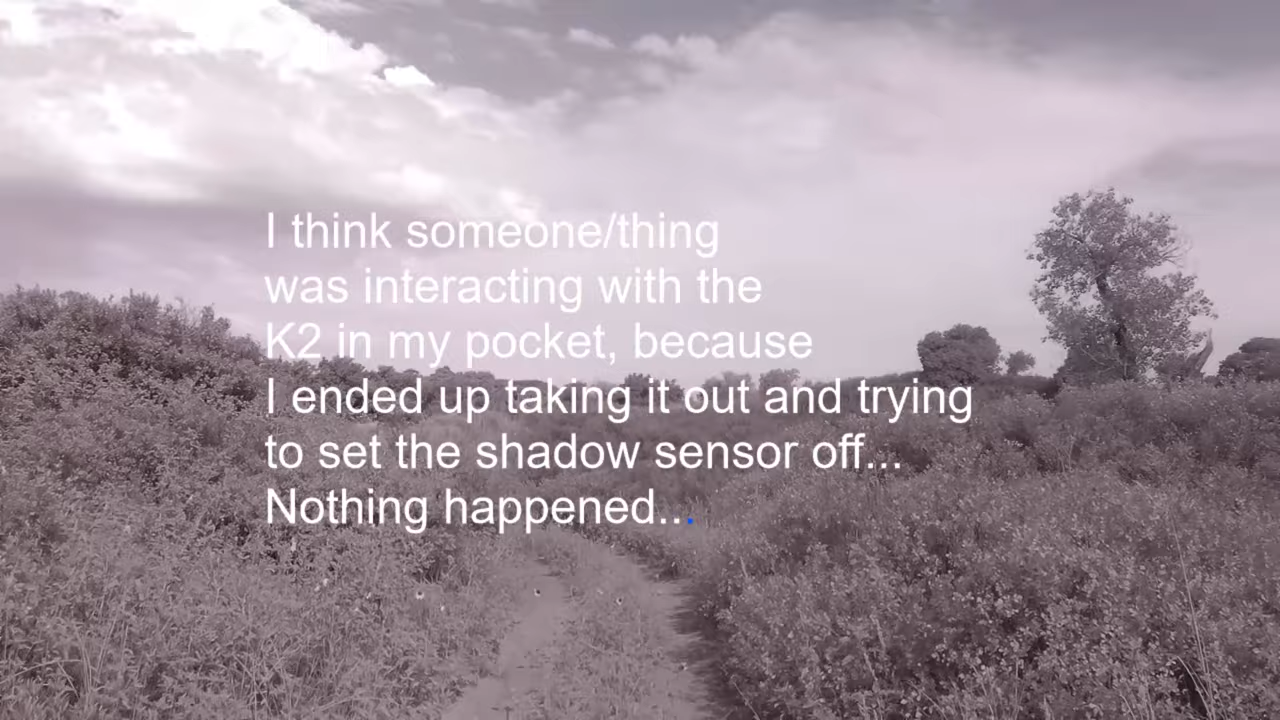 I think someone/thing
was interacting with the
K2 in my pocket, because
I ended up taking it out and trying
to set the shadow sensor off...
Nothing happened...